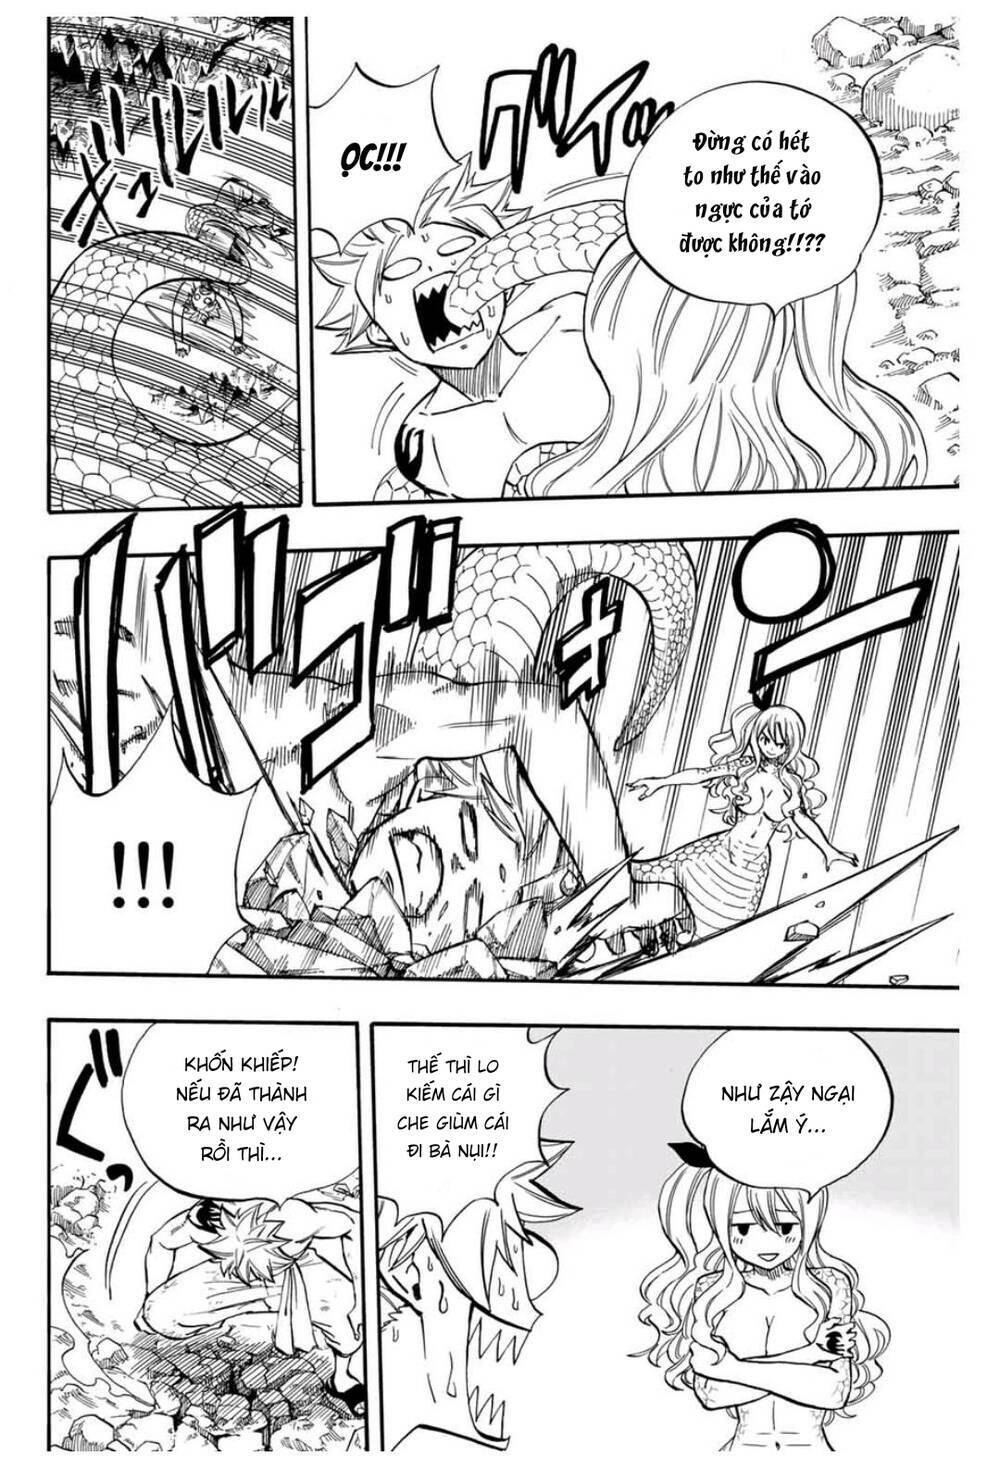 Đừng có hét
to như thế vào
ngực của tớ
được không!!??
ỌC!!!
!!!
NHƯ ZẬY NGẠI
LẮM Ý...
THẾ THÌ LO
KIẾM CÁI GÌ
CHE GIÙM CÁI
ĐI BÀ NỤI!!
KHỐN KHIẾP!
NẾU ĐÃ THÀNH
RA NHƯ VẬY
RỒI THÌ...